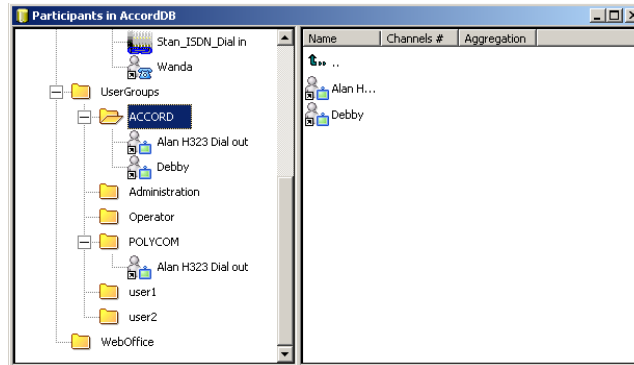 Participants in AccordDB
Stan_ISDN_Dial in
Wanda
UserGroups
ACCORD
Alan H323 Dial out
Debby
Administration
Operator
POLYCOM
Alan H323 Dial out
user1
user2
WebOffice
Name Channels # Aggregation
..
Alan H...
Debby